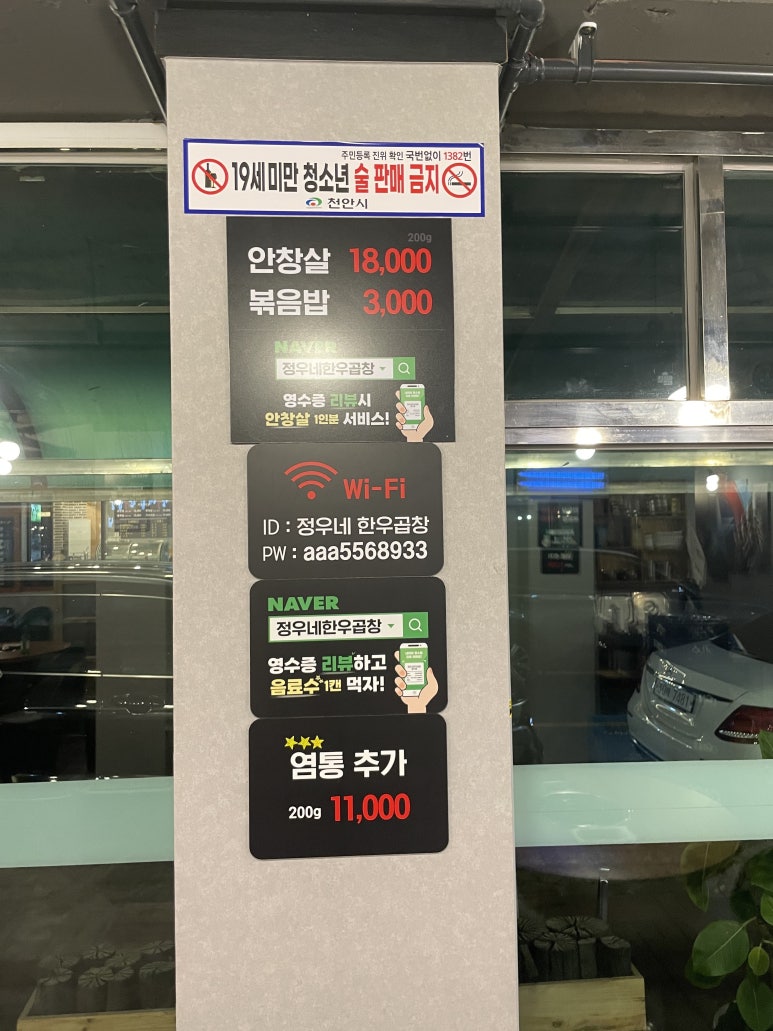 주민등록 진위 확인 국번없이 1382번
19세 미만 청소년 술 판매 금지
천안시
200g
안창살 18,000
볶음밥 3,000
NAVER
정우네한우곱창
영수증 리뷰시
안창살 1인분 서비스!
Wi-Fi
ID : 정우네 한우곱창
PW : aaa5568933
NAVER
정우네한우곱창
영수증 리뷰하고
음료수 1캔 먹자!
염통 추가
200g 11,000